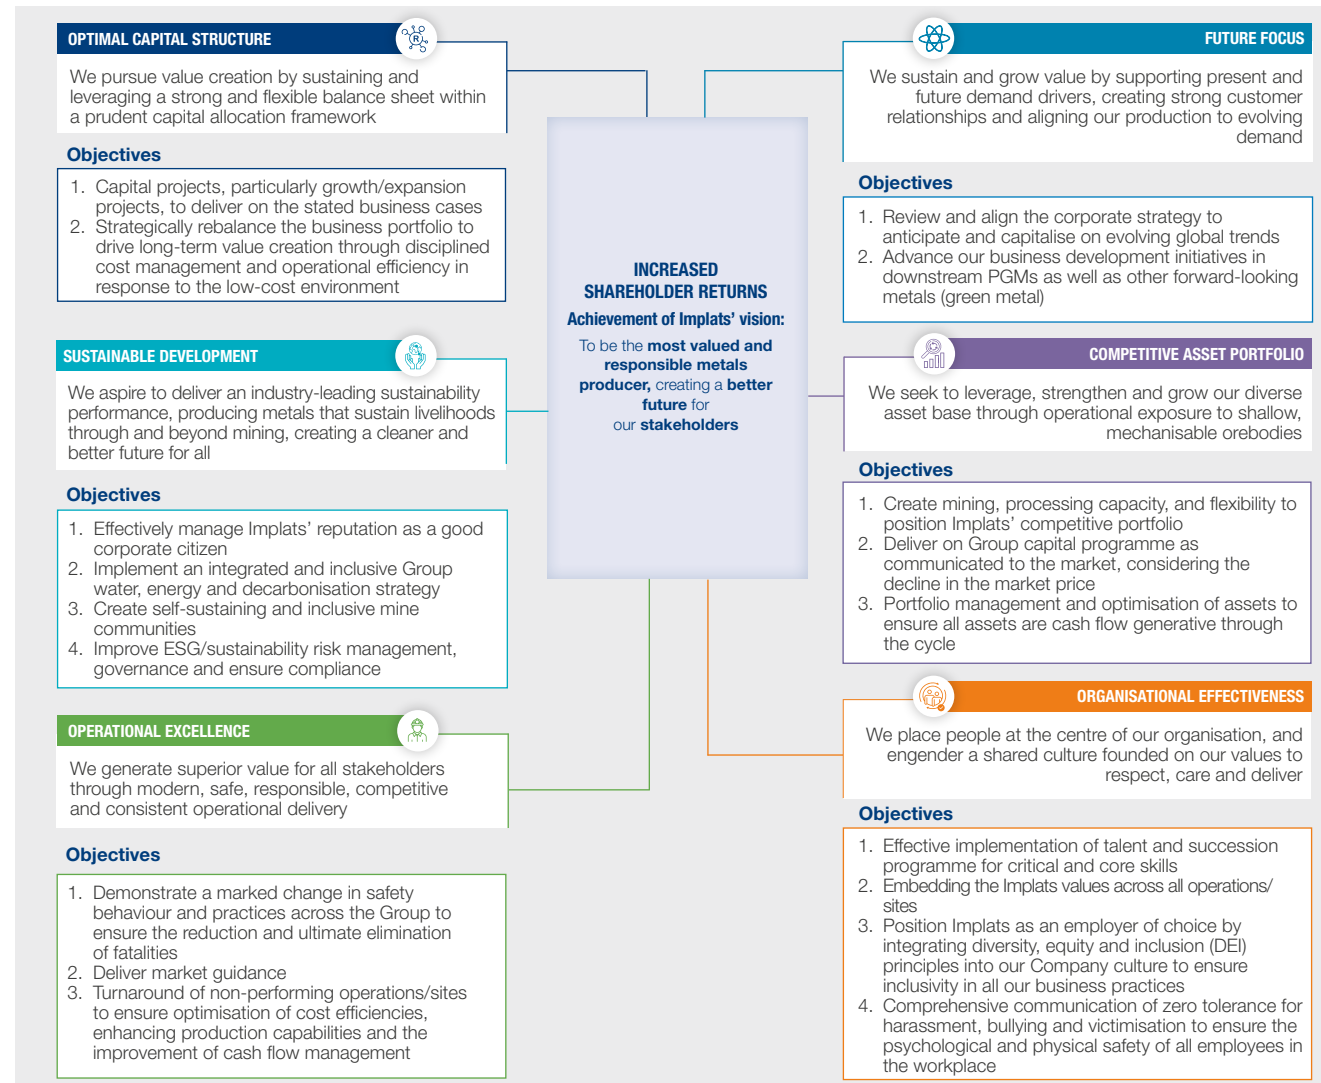 OPTIMAL CAPITAL STRUCTURE
R
We pursue value creation by sustaining and
leveraging a strong and flexible balance sheet within
a prudent capital allocation framework
Objectives
1. Capital projects, particularly growth/expansion
projects, to deliver on the stated business cases
2. Strategically rebalance the business portfolio to
drive long-term value creation through disciplined
cost management and operational efficiency in
response to the low-cost environment
SUSTAINABLE DEVELOPMENT
We aspire to deliver an industry-leading sustainability
performance, producing metals that sustain livelihoods
through and beyond mining, creating a cleaner and
better future for all
Objectives
1. Effectively manage Implats' reputation as a good
corporate citizen
2. Implement an integrated and inclusive Group
water, energy and decarbonisation strategy
3. Create self-sustaining and inclusive mine
communities
4. Improve ESG/sustainability risk management,
governance and ensure compliance
OPERATIONAL EXCELLENCE
We generate superior value for all stakeholders
through modern, safe, responsible, competitive
and consistent operational delivery
Objectives
1. Demonstrate a marked change in safety
behaviour and practices across the Group to
ensure the reduction and ultimate elimination
of fatalities
2. Deliver market guidance
3. Turnaround of non-performing operations/sites
to ensure optimisation of cost efficiencies,
enhancing production capabilities and the
improvement of cash flow management
INCREASED
SHAREHOLDER RETURNS
Achievement of Implats' vision:
To be the most valued and
responsible metals
producer, creating a better
future for
our stakeholders
FUTURE FOCUS
We sustain and grow value by supporting present and
future demand drivers, creating strong customer
relationships and aligning our production to evolving
demand
Objectives
1. Review and align the corporate strategy to
anticipate and capitalise on evolving global trends
2. Advance our business development initiatives in
downstream PGMs as well as other forward-looking
metals (green metal)
COMPETITIVE ASSET PORTFOLIO
We seek to leverage, strengthen and grow our diverse
asset base through operational exposure to shallow,
mechanisable orebodies
Objectives
1. Create mining, processing capacity, and flexibility to
position Implats' competitive portfolio
2. Deliver on Group capital programme as
communicated to the market, considering the
decline in the market price
3. Portfolio management and optimisation of assets to
ensure all assets are cash flow generative through
the cycle
ORGANISATIONAL EFFECTIVENESS
We place people at the centre of our organisation, and
engender a shared culture founded on our values to
respect, care and deliver
Objectives
1. Effective implementation of talent and succession
programme for critical and core skills
2. Embedding the Implats values across all operations/
sites
3. Position Implats as an employer of choice by
integrating diversity, equity and inclusion (DEI)
principles into our Company culture to ensure
inclusivity in all our business practices
4. Comprehensive communication of zero tolerance for
harassment, bullying and victimisation to ensure the
psychological and physical safety of all employees in
the workplace